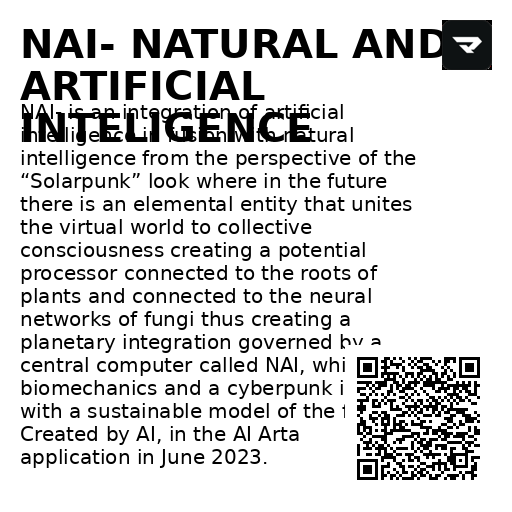 NAI- NATURAL AND
ARTIFICIAL
INTELIGENCE
NAI- is an integration of artificial
intelligence in fusion with natural
intelligence from the perspective of the
“Solarpunk” look where in the future
there is an elemental entity that unites
the virtual world to collective
consciousness creating a potential
processor connected to the roots of
plants and connected to the neural
networks of fungi thus creating a
planetary integration governed by a
central computer called NAI, whi
biomechanics and a cyberpunk i
with a sustainable model of the f
Created by AI, in the AI Arta
application in June 2023.